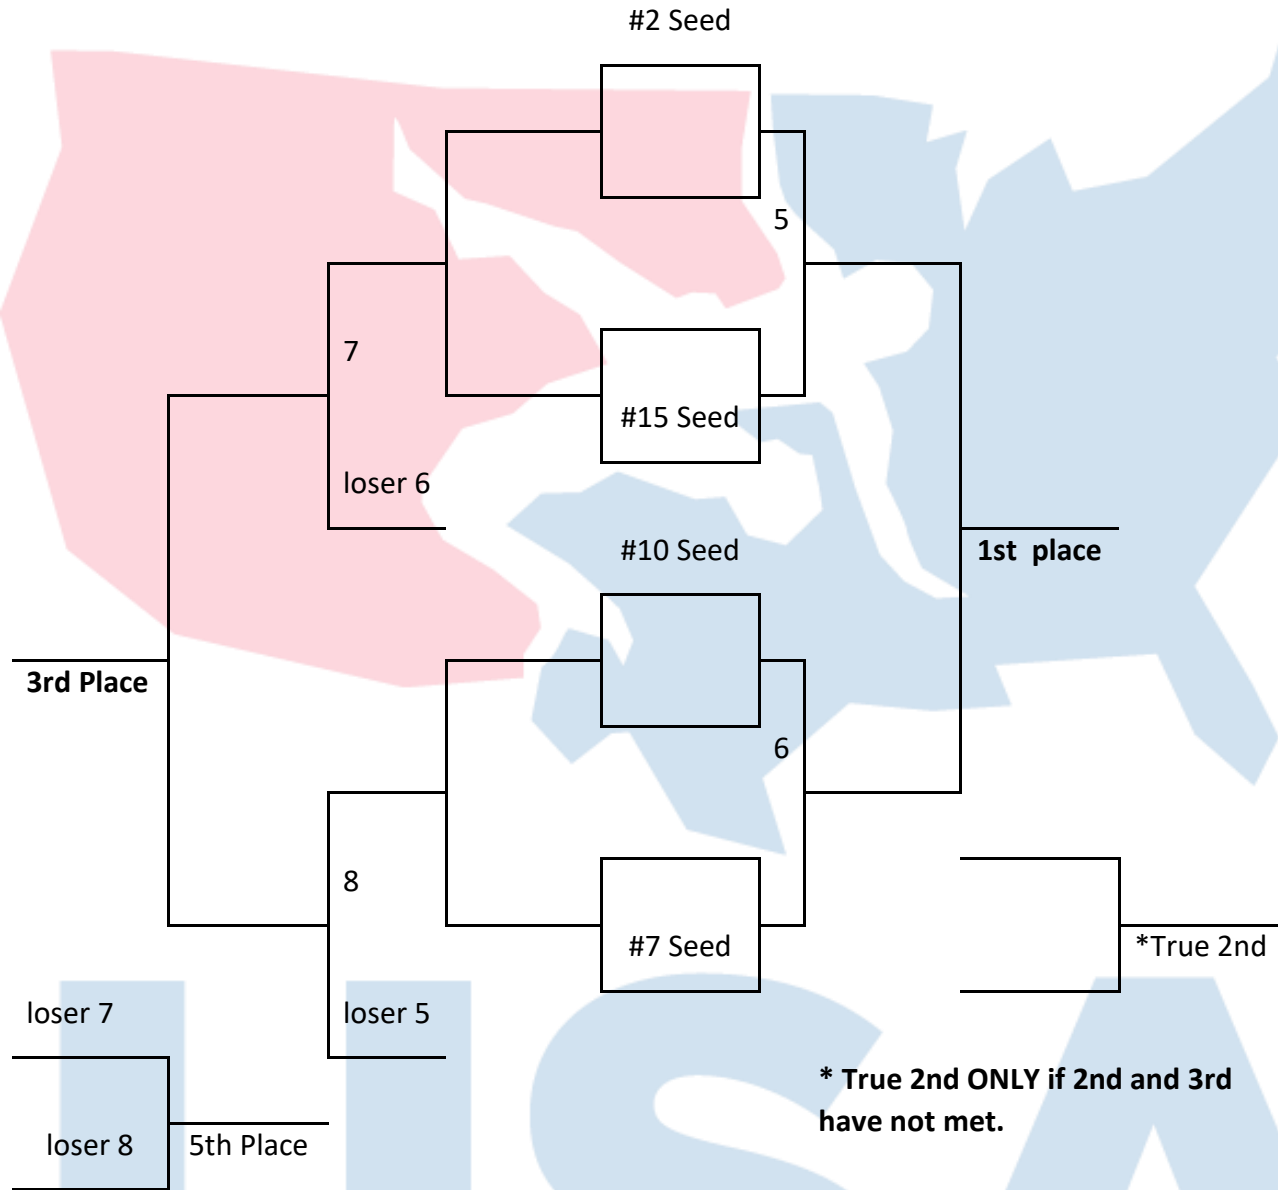 #2 Seed
5
7
#15 Seed
loser 6
#10 Seed
1st  place
3rd Place
6
8
#7 Seed
*True 2nd
loser 7
loser 5
* True 2nd ONLY if 2nd and 3rd
have not met.
loser 8
5th Place
USA